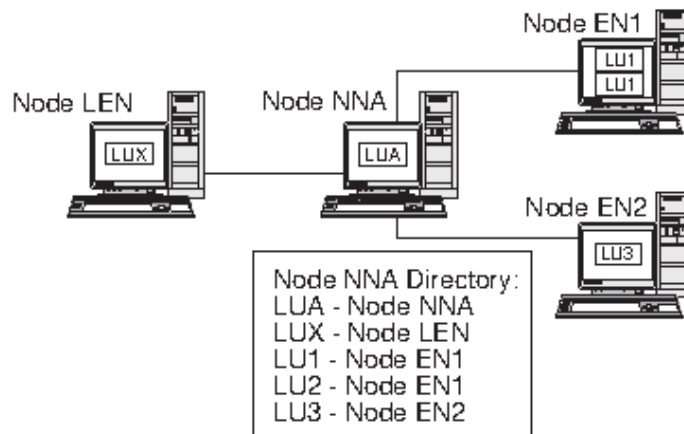 Node EN1
LU1
LU1
Node LEN
Node NNA
LUX
LUA
Node EN2
LU3
Node NNA Directory:
LUA - Node NNA
LUX - Node LEN
LU1 - Node EN1
LU2 - Node EN1
LU3 - Node EN2